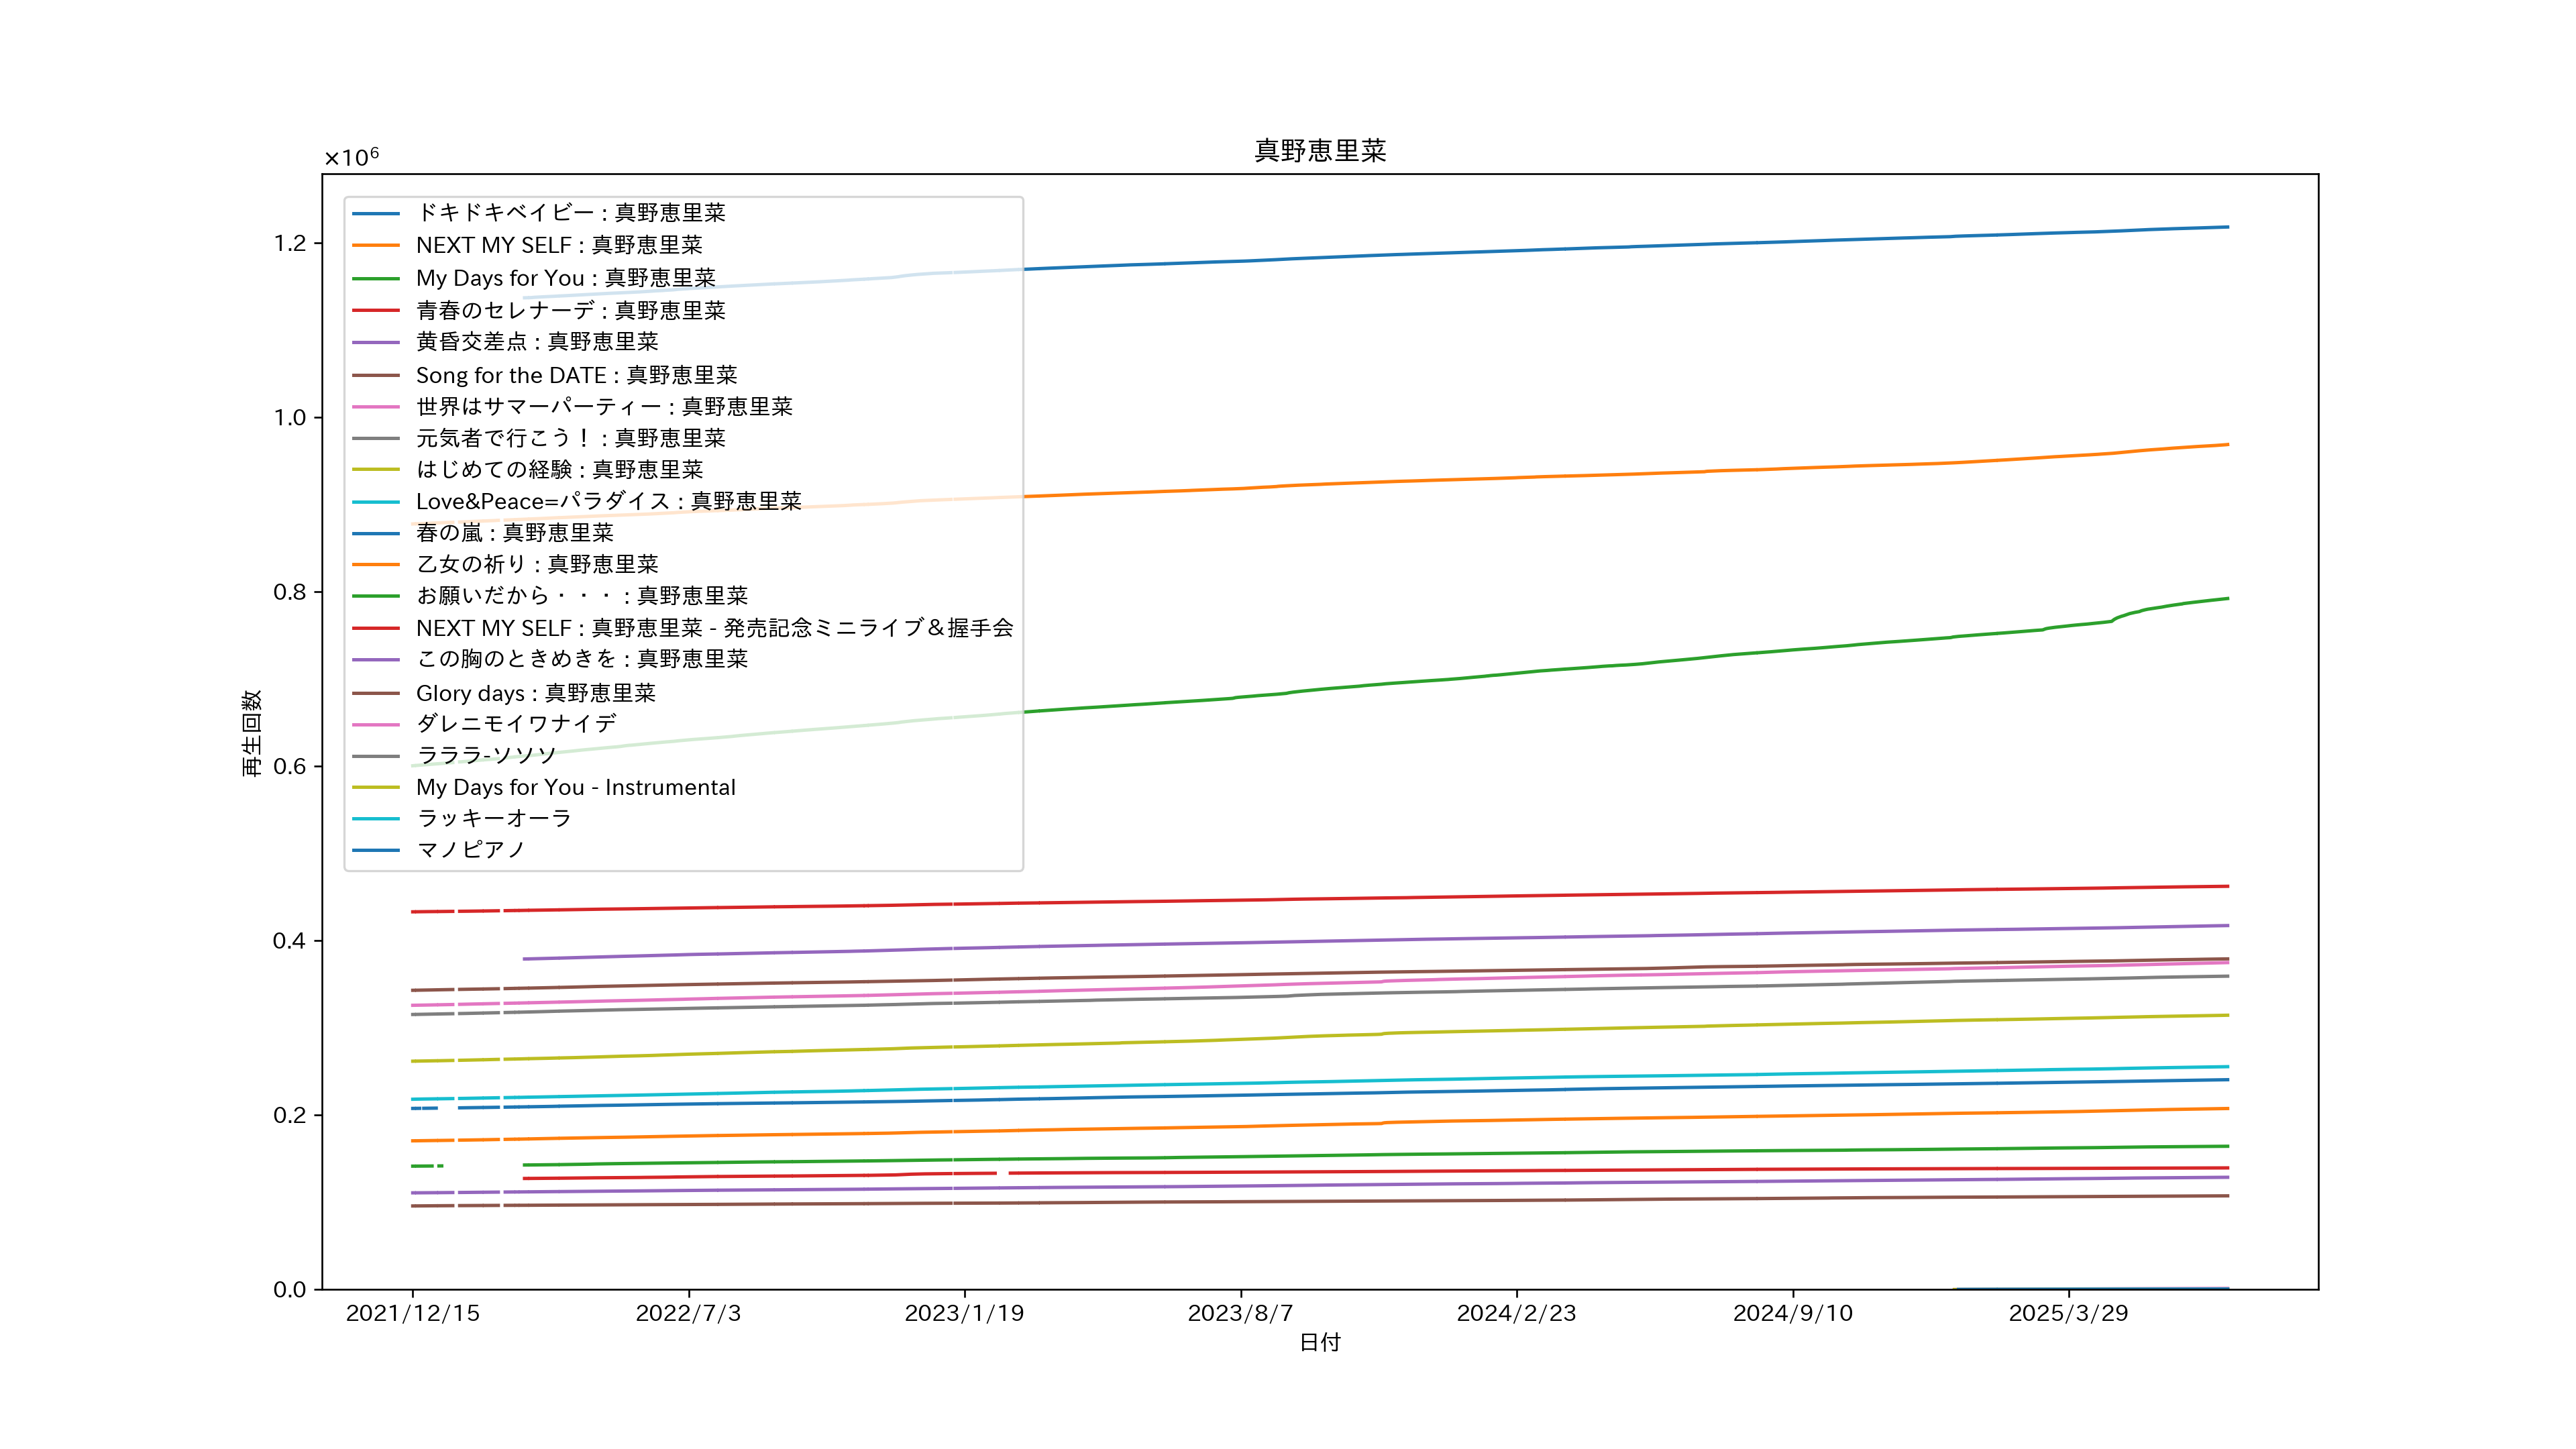 真野恵里菜
×10⁶
ドキドキベイビー : 真野恵里菜
NEXT MY SELF : 真野恵里菜
My Days for You : 真野恵里菜
青春のセレナーデ : 真野恵里菜
黄昏交差点 : 真野恵里菜
Song for the DATE : 真野恵里菜
世界はサマーパーティー : 真野恵里菜
元気者で行こう！ : 真野恵里菜
はじめての経験 : 真野恵里菜
Love&Peace=パラダイス : 真野恵里菜
春の嵐 : 真野恵里菜
乙女の祈り : 真野恵里菜
お願いだから・・・ : 真野恵里菜
NEXT MY SELF : 真野恵里菜 - 発売記念ミニライブ＆握手会
この胸のときめきを : 真野恵里菜
Glory days : 真野恵里菜
ダレニモイワナイデ
ラララ-ソソソ
My Days for You - Instrumental
ラッキーオーラ
マノピアノ
1.2
1.0
0.8
0.6
0.4
0.2
0.0
再生回数
2021/12/15
2022/7/3
2023/1/19
2023/8/7
2024/2/23
2024/9/10
2025/3/29
日付